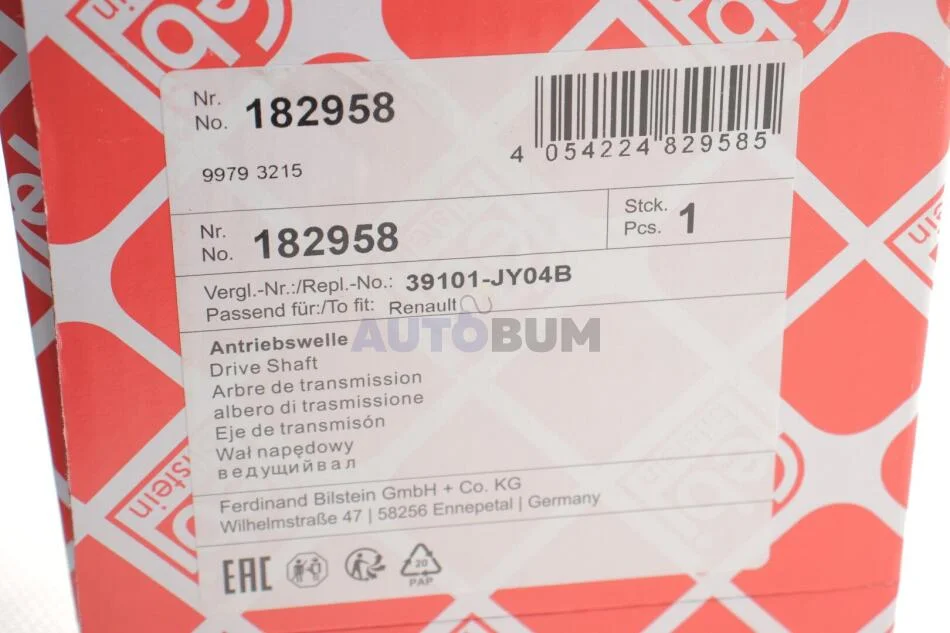 Nr.
No. 182958
4 054224 829585
9979 3215
Nr.
No. 182958
Stck.
Pcs. 1
Vergl.-Nr.:/Repl.-No.: 39101-JY04B
Passend für:/To fit: Renault
AUTOBUM
Antriebswelle
Drive Shaft
Arbre de transmission
albero di trasmissione
Eje de transmisón
Wał napędowy
ведущийвал
Ferdinand Bilstein GmbH + Co. KG
Wilhelmstraße 47 | 58256 Ennepetal | Germany
EAC
20
PAP